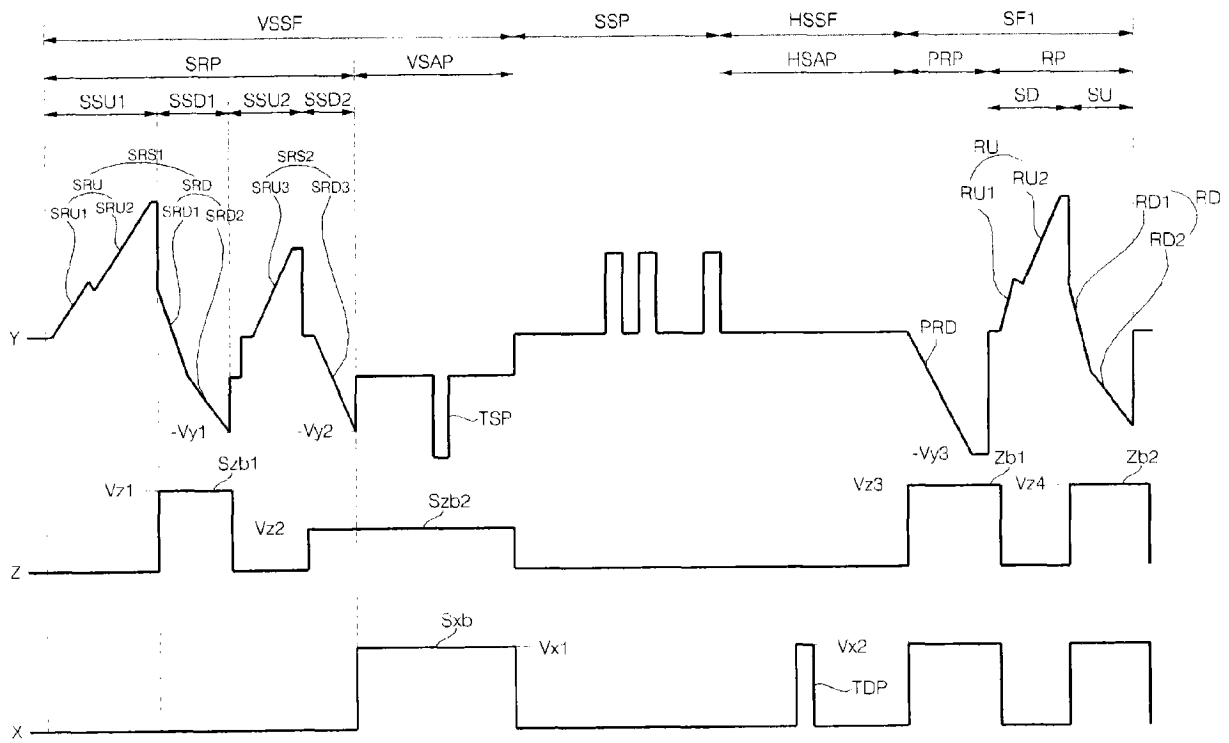 VSSF SSP HSSF SF1
SRP VSAP HSAP PRP RP
SSU1 SSD1 SSU2 SSD2 SD SU
SRS1 SRS2 RU
SRU SRD SRU3 SRD3 RU1 RU2 RD1 RD
SRU1 SRU2 SRD1 SRD2 RD2
Y PRD
-Vy1 -Vy2 TSP -Vy3
Szb1 Zb1 Zb2
Vz1 Vz2 Szb2 Vz3 Vz4
Z
Sxb Vx1 Vx2
TDP
X